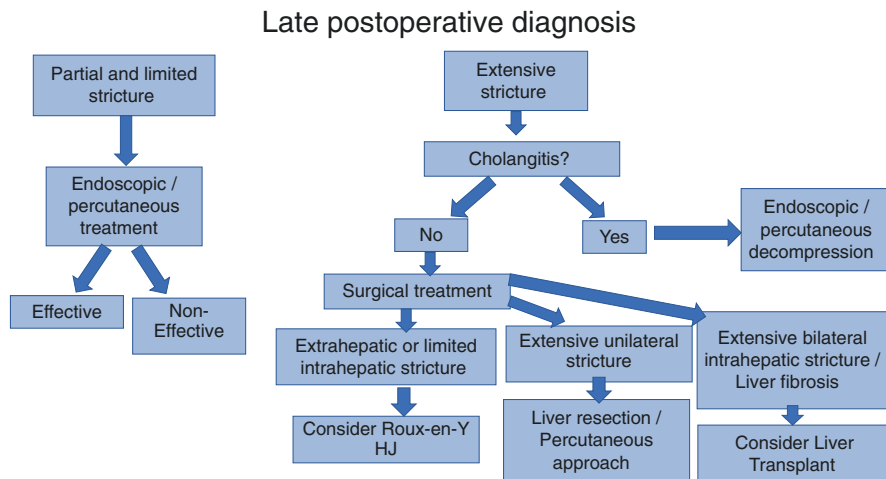 Late postoperative diagnosis
Partial and limited
stricture
Endoscopic /
percutaneous
treatment
Effective
Non-
Effective
Extensive
stricture
Cholangitis?
No
Yes
Endoscopic /
percutaneous
decompression
Surgical treatment
Extrahepatic or limited
intrahepatic stricture
Consider Roux-en-Y
HJ
Extensive unilateral
stricture
Liver resection /
Percutaneous
approach
Extensive bilateral
intrahepatic stricture /
Liver fibrosis
Consider Liver
Transplant